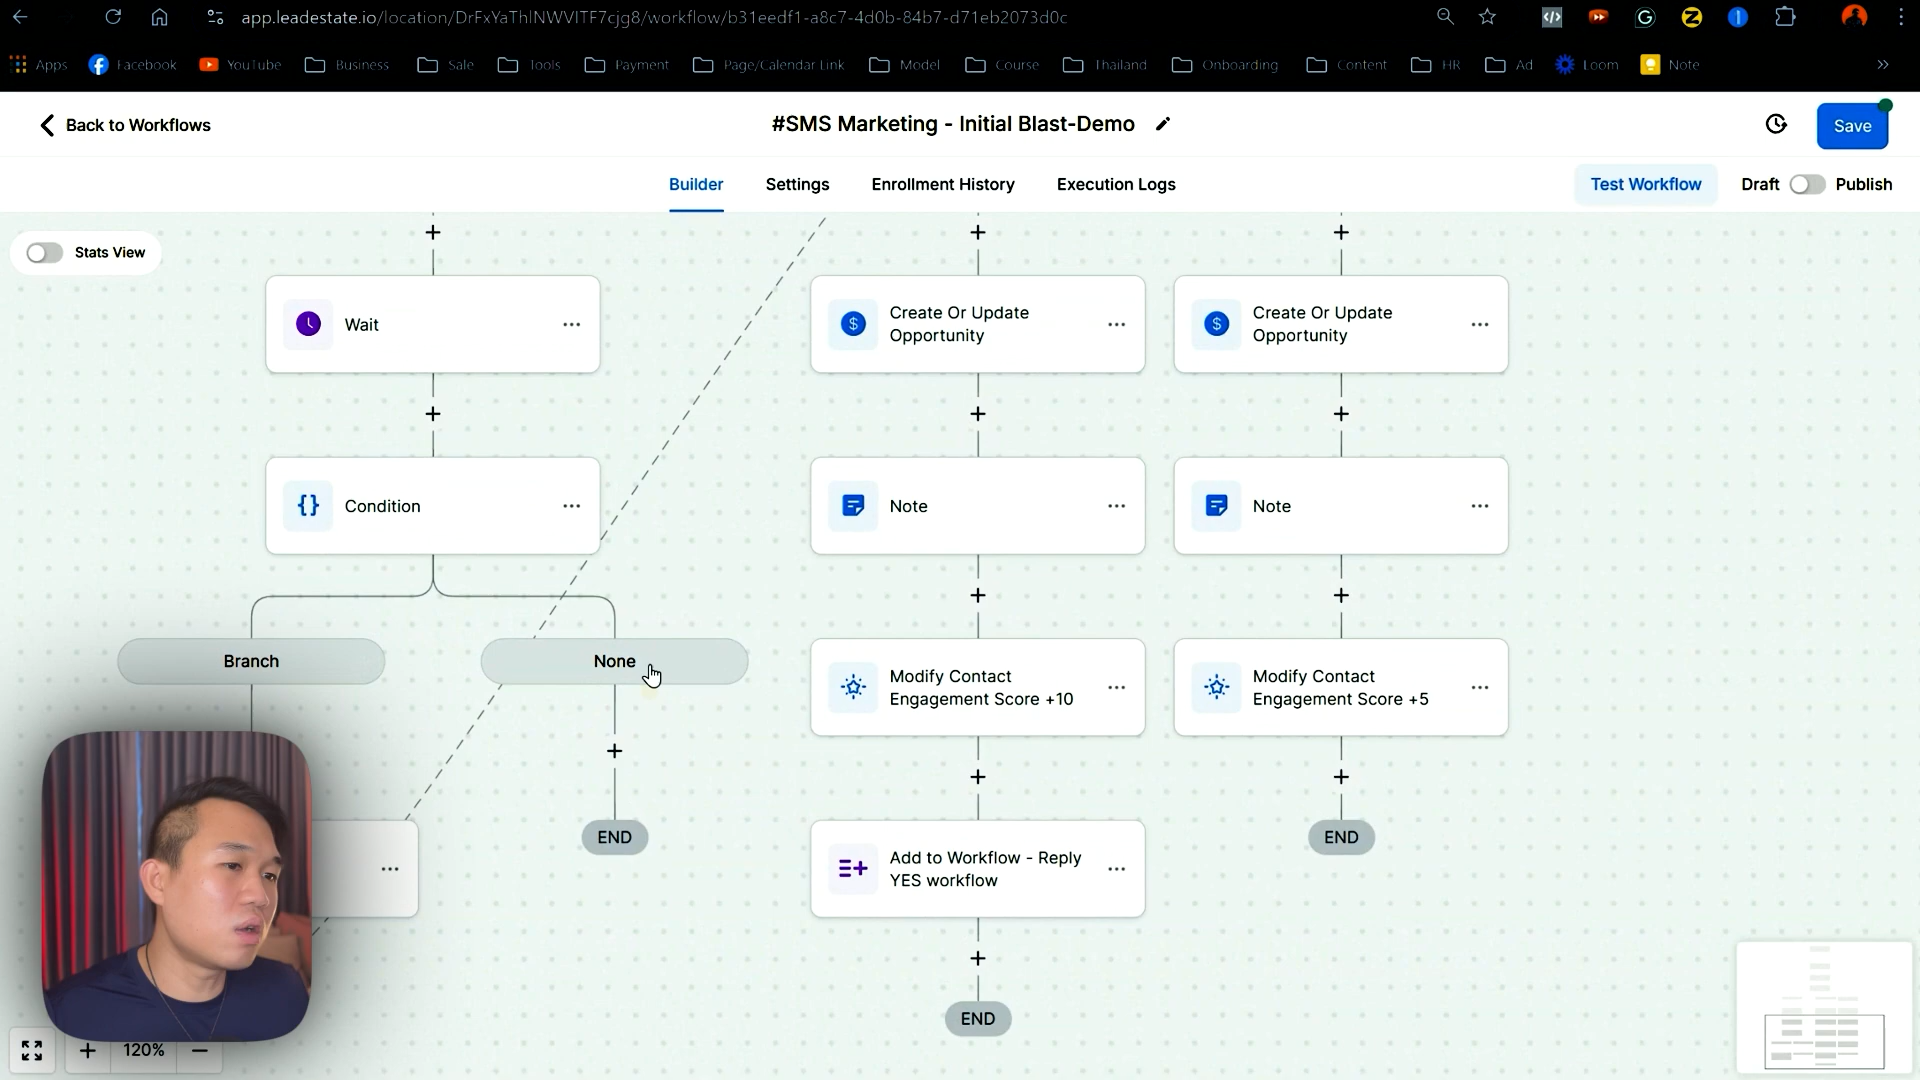 app.leadestate.io/location/DrFxYaThlNWVITF7cjg8/workflow/b31eedf1-a8c7-4d0b-84b7-d71eb2073d0c
Apps
Facebook
YouTube
Business
Sale
Tools
Payment
Page/Calendar Link
Model
Course
Thailand
Onboarding
Content
HR
Ad
Loom
Note
Back to Workflows
#SMS Marketing - Initial Blast-Demo
Save
Builder
Settings
Enrollment History
Execution Logs
Test Workflow
Draft
Publish
Stats View
Wait
Create Or Update
Opportunity
Create Or Update
Opportunity
Condition
Note
Note
Branch
None
Modify Contact
Engagement Score +10
Modify Contact
Engagement Score +5
END
END
Add to Workflow - Reply
YES workflow
END
120%